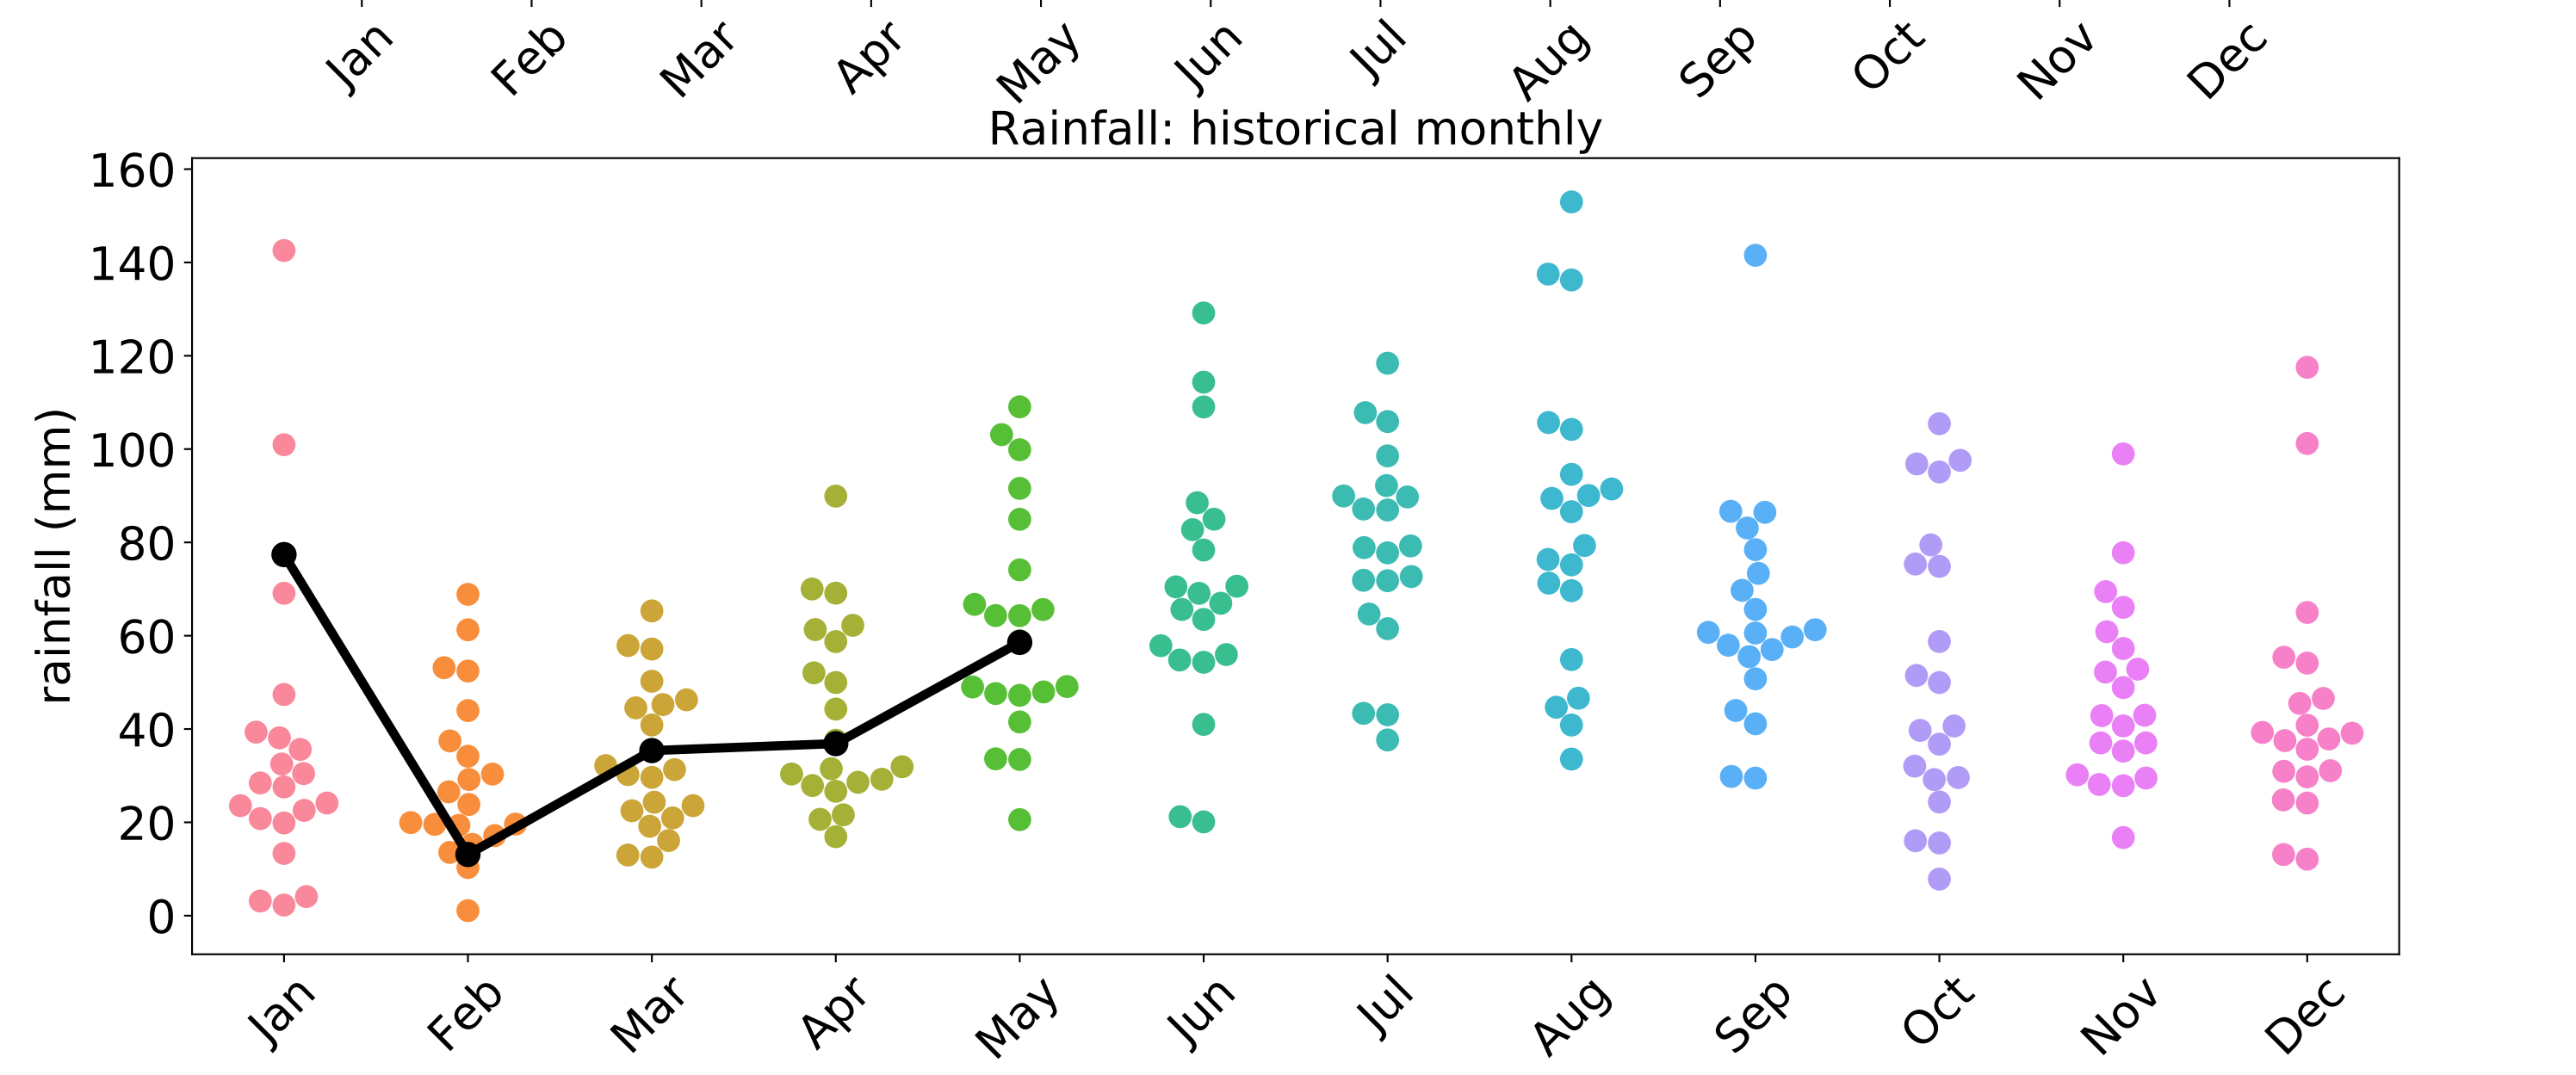 Jan Feb Mar Apr May Jun Jul Aug Sep Oct Nov Dec
Rainfall: historical monthly
rainfall (mm)
160
140
120
100
80
60
40
20
0
Jan Feb Mar Apr May Jun Jul Aug Sep Oct Nov Dec